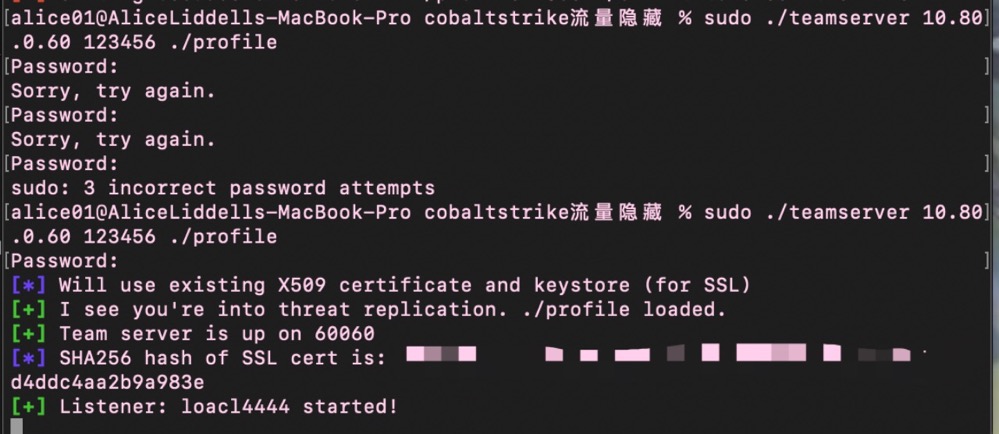 alice01@AliceLiddells-MacBook-Pro cobaltstrike流量隐藏 % sudo ./teamserver 10.80
.0.60 123456 ./profile
Password:
Sorry, try again.
Password:
Sorry, try again.
Password:
sudo: 3 incorrect password attempts
alice01@AliceLiddells-MacBook-Pro cobaltstrike流量隐藏 % sudo ./teamserver 10.80
.0.60 123456 ./profile
Password:
[*] Will use existing X509 certificate and keystore (for SSL)
[+] I see you're into threat replication. ./profile loaded.
[+] Team server is up on 60060
[*] SHA256 hash of SSL cert is:
d4ddc4aa2b9a983e
[+] Listener: loacl4444 started!